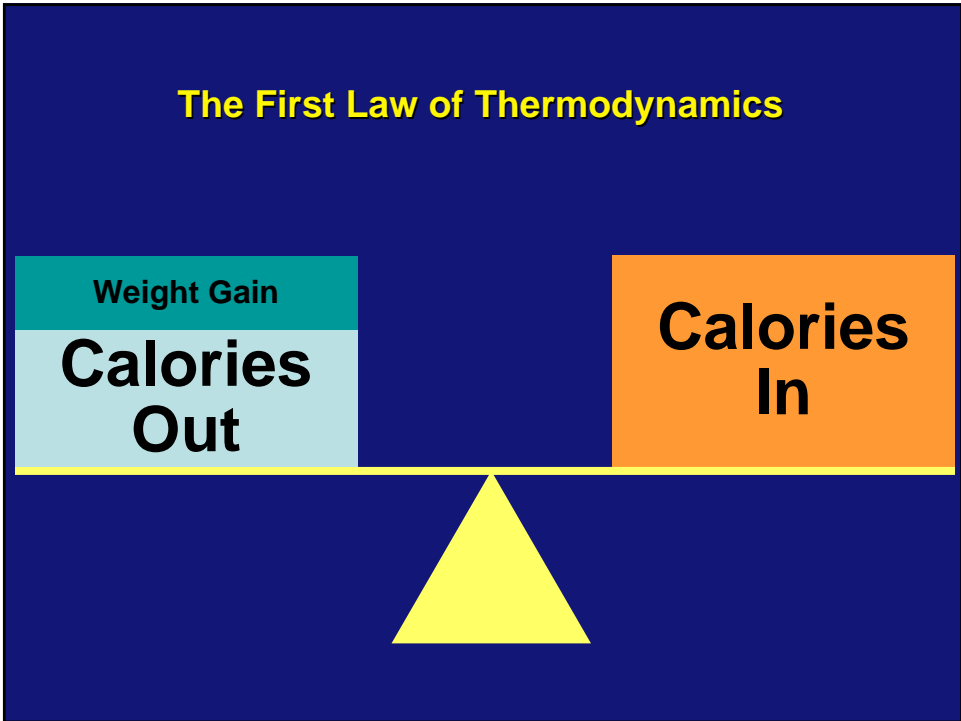 The First Law of Thermodynamics
Weight Gain
Calories
Out
Calories
In